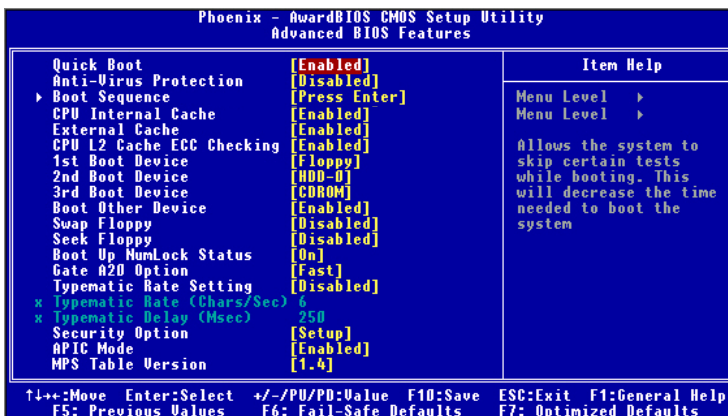 Phoenix - AwardBIOS CMOS Setup Utility
Advanced BIOS Features
Quick Boot [Enabled]
Anti-Virus Protection [Disabled]
Boot Sequence [Press Enter]
CPU Internal Cache [Enabled]
External Cache [Enabled]
CPU L2 Cache ECC Checking [Enabled]
1st Boot Device [Floppy]
2nd Boot Device [HDD-0]
3rd Boot Device [CDROM]
Boot Other Device [Enabled]
Swap Floppy [Disabled]
Seek Floppy [Disabled]
Boot Up NumLock Status [On]
Gate A20 Option [Fast]
Typematic Rate Setting [Disabled]
x Typematic Rate (Chars/Sec) 6
x Typematic Delay (Msec) 250
Security Option [Setup]
APIC Mode [Enabled]
MPS Table Version [1.4]
Item Help
Menu Level
Menu Level
Allows the system to
skip certain tests
while booting. This
will decrease the time
needed to boot the
system
↑↓→←:Move Enter:Select +/-/PU/PD:Value F10:Save ESC:Exit F1:General Help
F5: Previous Values F6: Fail-Safe Defaults F7: Optimized Defaults